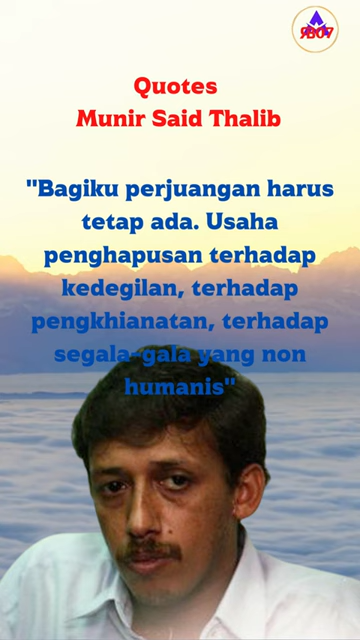 9B07
Quotes
Munir Said Thalib
"Bagiku perjuangan harus
tetap ada. Usaha
penghapusan terhadap
kedegilan, terhadap
pengkhianatan, terhadap
segala-gala yang non
humanis"